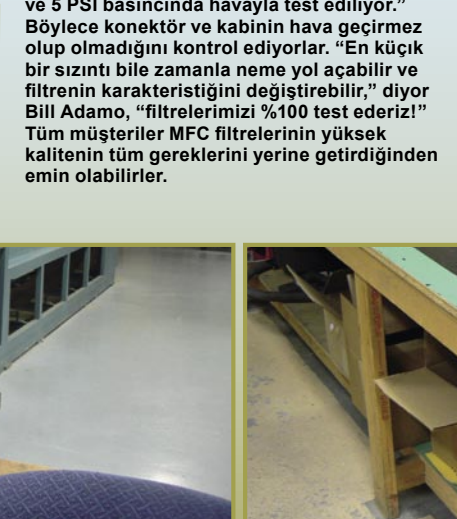 ve 5 PSI basıncında havayla test ediliyor.”
Böylece konektör ve kabinin hava geçirmez
olup olmadığını kontrol ediyorlar. “En küçık
bir sızıntı bile zamanla neme yol açabilir ve
filtrenin karakteristiğini değiştirebilir,” diyor
Bill Adamo, “filtrelerimizi %100 test ederiz!”
Tüm müşteriler MFC filtrelerinin yüksek
kalitenin tüm gereklerini yerine getirdiğinden
emin olabilirler.